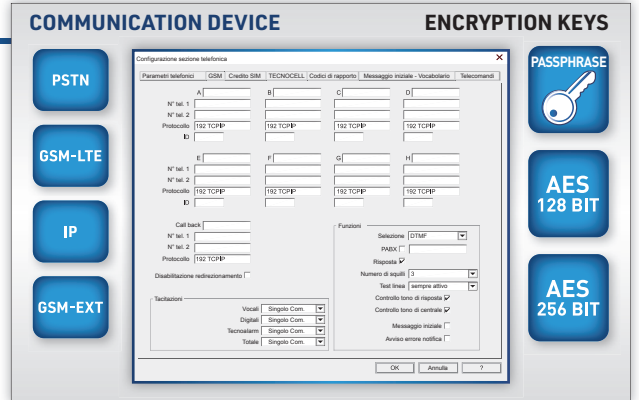 COMMUNICATION DEVICE
ENCRYPTION KEYS
PSTN
GSM-LTE
IP
GSM-EXT
Configurazione sezione telefonica
Parametri telefonici GSM Credito SIM TECNOCELL Codici di rapporto Messaggio iniziale - Vocabolario Telecomandi
A B C D
N° tel. 1
N° tel. 2
Protocollo 192 TCPIP 192 TCPIP 192 TCPIP 192 TCPIP
ID
E F G H
N° tel. 1
N° tel. 2
Protocollo 192 TCPIP 192 TCPIP 192 TCPIP 192 TCPIP
ID
Call back
N° tel. 1
N° tel. 2
Protocollo 192 TCPIP
Disabilitazione redirezionamento
Tacitazioni
Vocali Singolo Com.
Digitali Singolo Com.
Tecnoalarm Singolo Com.
Totale Singolo Com.
Funzioni
Selezione DTMF
PABX
Risposta
Numero di squilli 3
Test linea sempre attivo
Controllo tono di risposta
Controllo tono di centrale
Messaggio iniziale
Avviso errore notifica
OK Annulla ?
PASSPHRASE
AES
128 BIT
AES
256 BIT